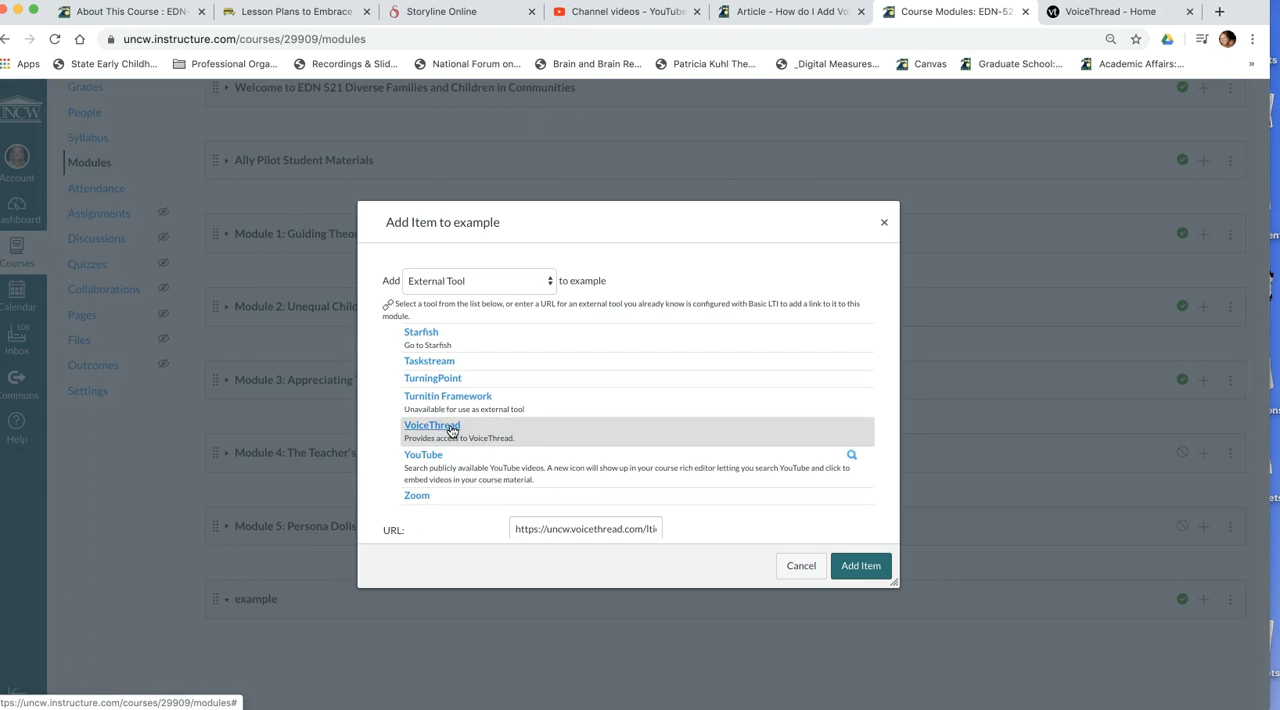 About This Course : EDN-
Lesson Plans to Embrace
Storyline Online
Channel videos - YouTube
Article - How do I Add Vo
Course Modules: EDN-52
VoiceThread - Home
uncw.instructure.com/courses/29909/modules
Apps
State Early Childh...
Professional Orga...
Recordings & Slid...
National Forum on...
Brain and Brain Re...
Patricia Kuhl The...
_Digital Measures...
Canvas
Graduate School:...
Academic Affairs:...
»
UNCW
Account
Dashboard
Courses
Calendar
108
Inbox
Commons
Help
Grades
People
Syllabus
Modules
Attendance
Assignments
Discussions
Quizzes
Collaborations
Pages
Files
Outcomes
Settings
Welcome to EDN 521 Diverse Families and Children in Communities
Ally Pilot Student Materials
Module 1: Guiding Theor
Module 2: Unequal Child
Module 3: Appreciating
Module 4: The Teacher's
Module 5: Persona Dolls
example
Add Item to example
×
Add External Tool to example
Select a tool from the list below, or enter a URL for an external tool you already know is configured with Basic LTI to add a link to it to this
module.
Starfish
Go to Starfish
Taskstream
TurningPoint
Turnitin Framework
Unavailable for use as external tool
VoiceThread
Provides access to VoiceThread.
YouTube
Search publicly available YouTube videos. A new icon will show up in your course rich editor letting you search YouTube and click to
embed videos in your course material.
Zoom
URL: https://uncw.voicethread.com/lti
Cancel
Add Item
tps://uncw.instructure.com/courses/29909/modules#